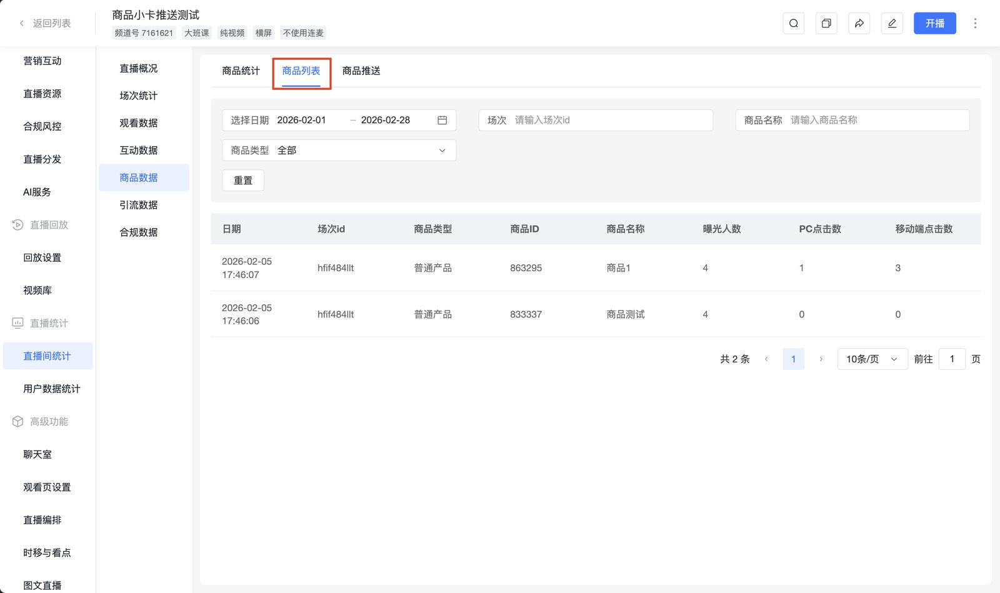 返回列表
商品小卡推送测试
频道号 7161621 大班课 纯视频 横屏 不使用连麦
开播
营销互动
直播资源
合规风控
直播分发
AI服务
直播回放
回放设置
视频库
直播统计
直播间统计
用户数据统计
高级功能
聊天室
观看页设置
直播编排
时移与看点
图文直播
直播概况
场次统计
观看数据
互动数据
商品数据
引流数据
合规数据
商品统计 商品列表 商品推送
选择日期 2026-02-01 – 2026-02-28 场次 请输入场次id 商品名称 请输入商品名称
商品类型 全部
重置
日期 场次id 商品类型 商品ID 商品名称 曝光人数 PC点击数 移动端点击数
2026-02-05
17:46:07
hfif484llt 普通产品 863295 商品1 4 1 3
2026-02-05
17:46:06
hfif484llt 普通产品 833337 商品测试 4 0 0
共 2 条 1 10条/页 前往 1 页